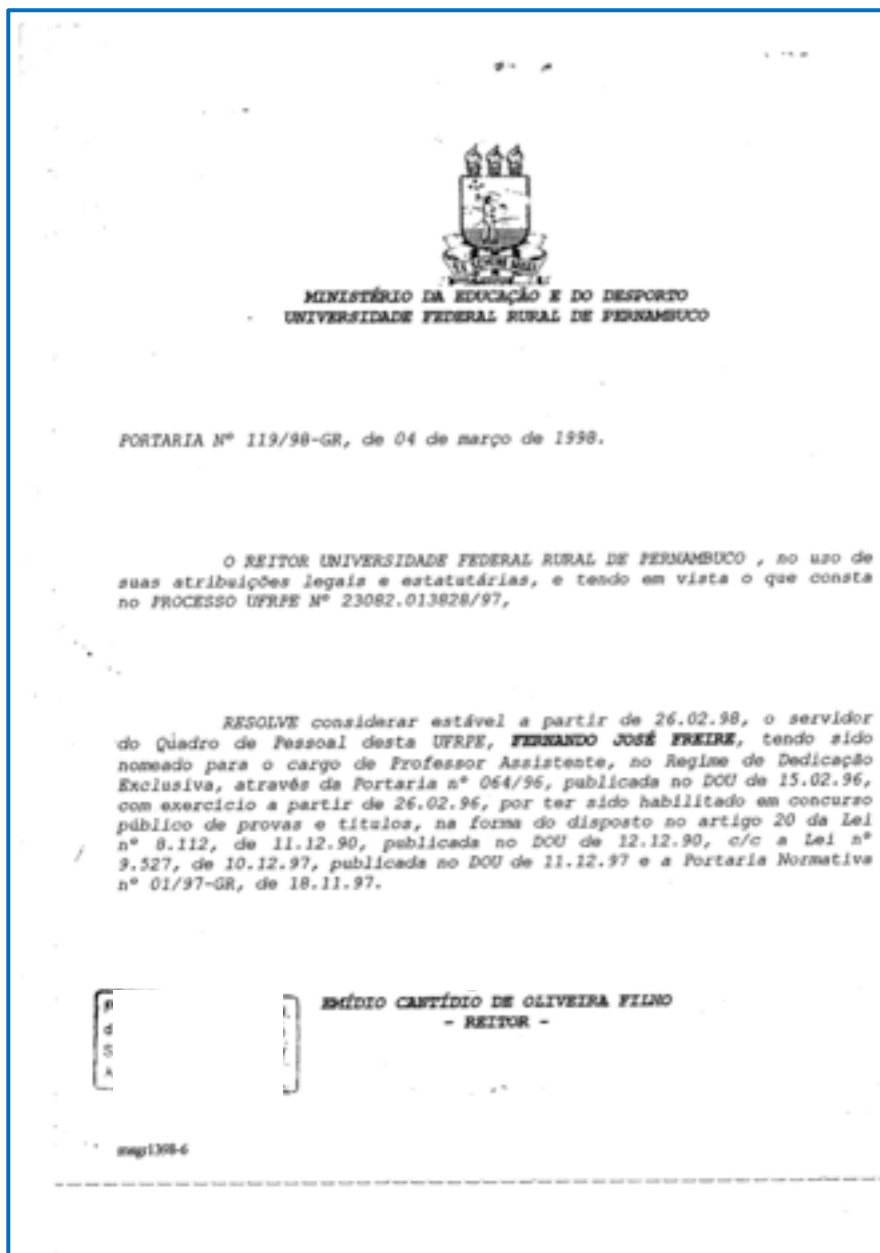 MINISTÉRIO DA EDUCAÇÃO E DO DESPORTO
UNIVERSIDADE FEDERAL RURAL DE PERNAMBUCO
PORTARIA Nº 119/98-GR, de 04 de março de 1998.
O REITOR UNIVERSIDADE FEDERAL RURAL DE PERNAMBUCO , no uso de
suas atribuições legais e estatutárias, e tendo em vista o que consta
no PROCESSO UFRPE Nº 23082.013828/97,
RESOLVE considerar estável a partir de 26.02.98, o servidor
do Quadro de Pessoal desta UFRPE, FERNANDO JOSÉ FREIRE, tendo sido
nomeado para o cargo de Professor Assistente, no Regime de Dedicação
Exclusiva, através da Portaria nº 064/96, publicada no DOU de 15.02.96,
com exercício a partir de 26.02.96, por ter sido habilitado em concurso
público de provas e títulos, na forma do disposto no artigo 20 da Lei
nº 8.112, de 11.12.90, publicada no DOU de 12.12.90, c/c a Lei nº
9.527, de 10.12.97, publicada no DOU de 11.12.97 e a Portaria Normativa
nº 01/97-GR, de 18.11.97.
EMÍDIO CANTÍDIO DE OLIVEIRA FILHO
- REITOR -